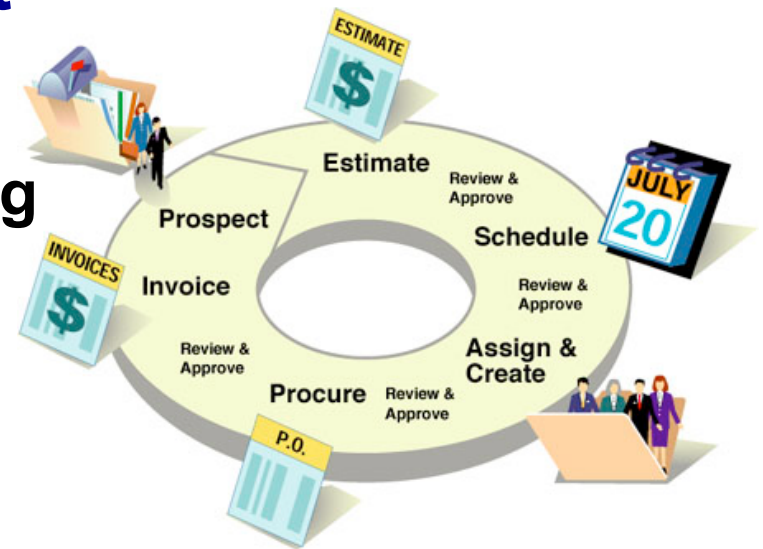 t
ESTIMATE
$
Estimate
Review &
Approve
JULY
20
Schedule
Review &
Approve
Assign &
Create
Review &
Approve
Procure
P.O.
Review &
Approve
Invoice
INVOICES
$
Prospect
g